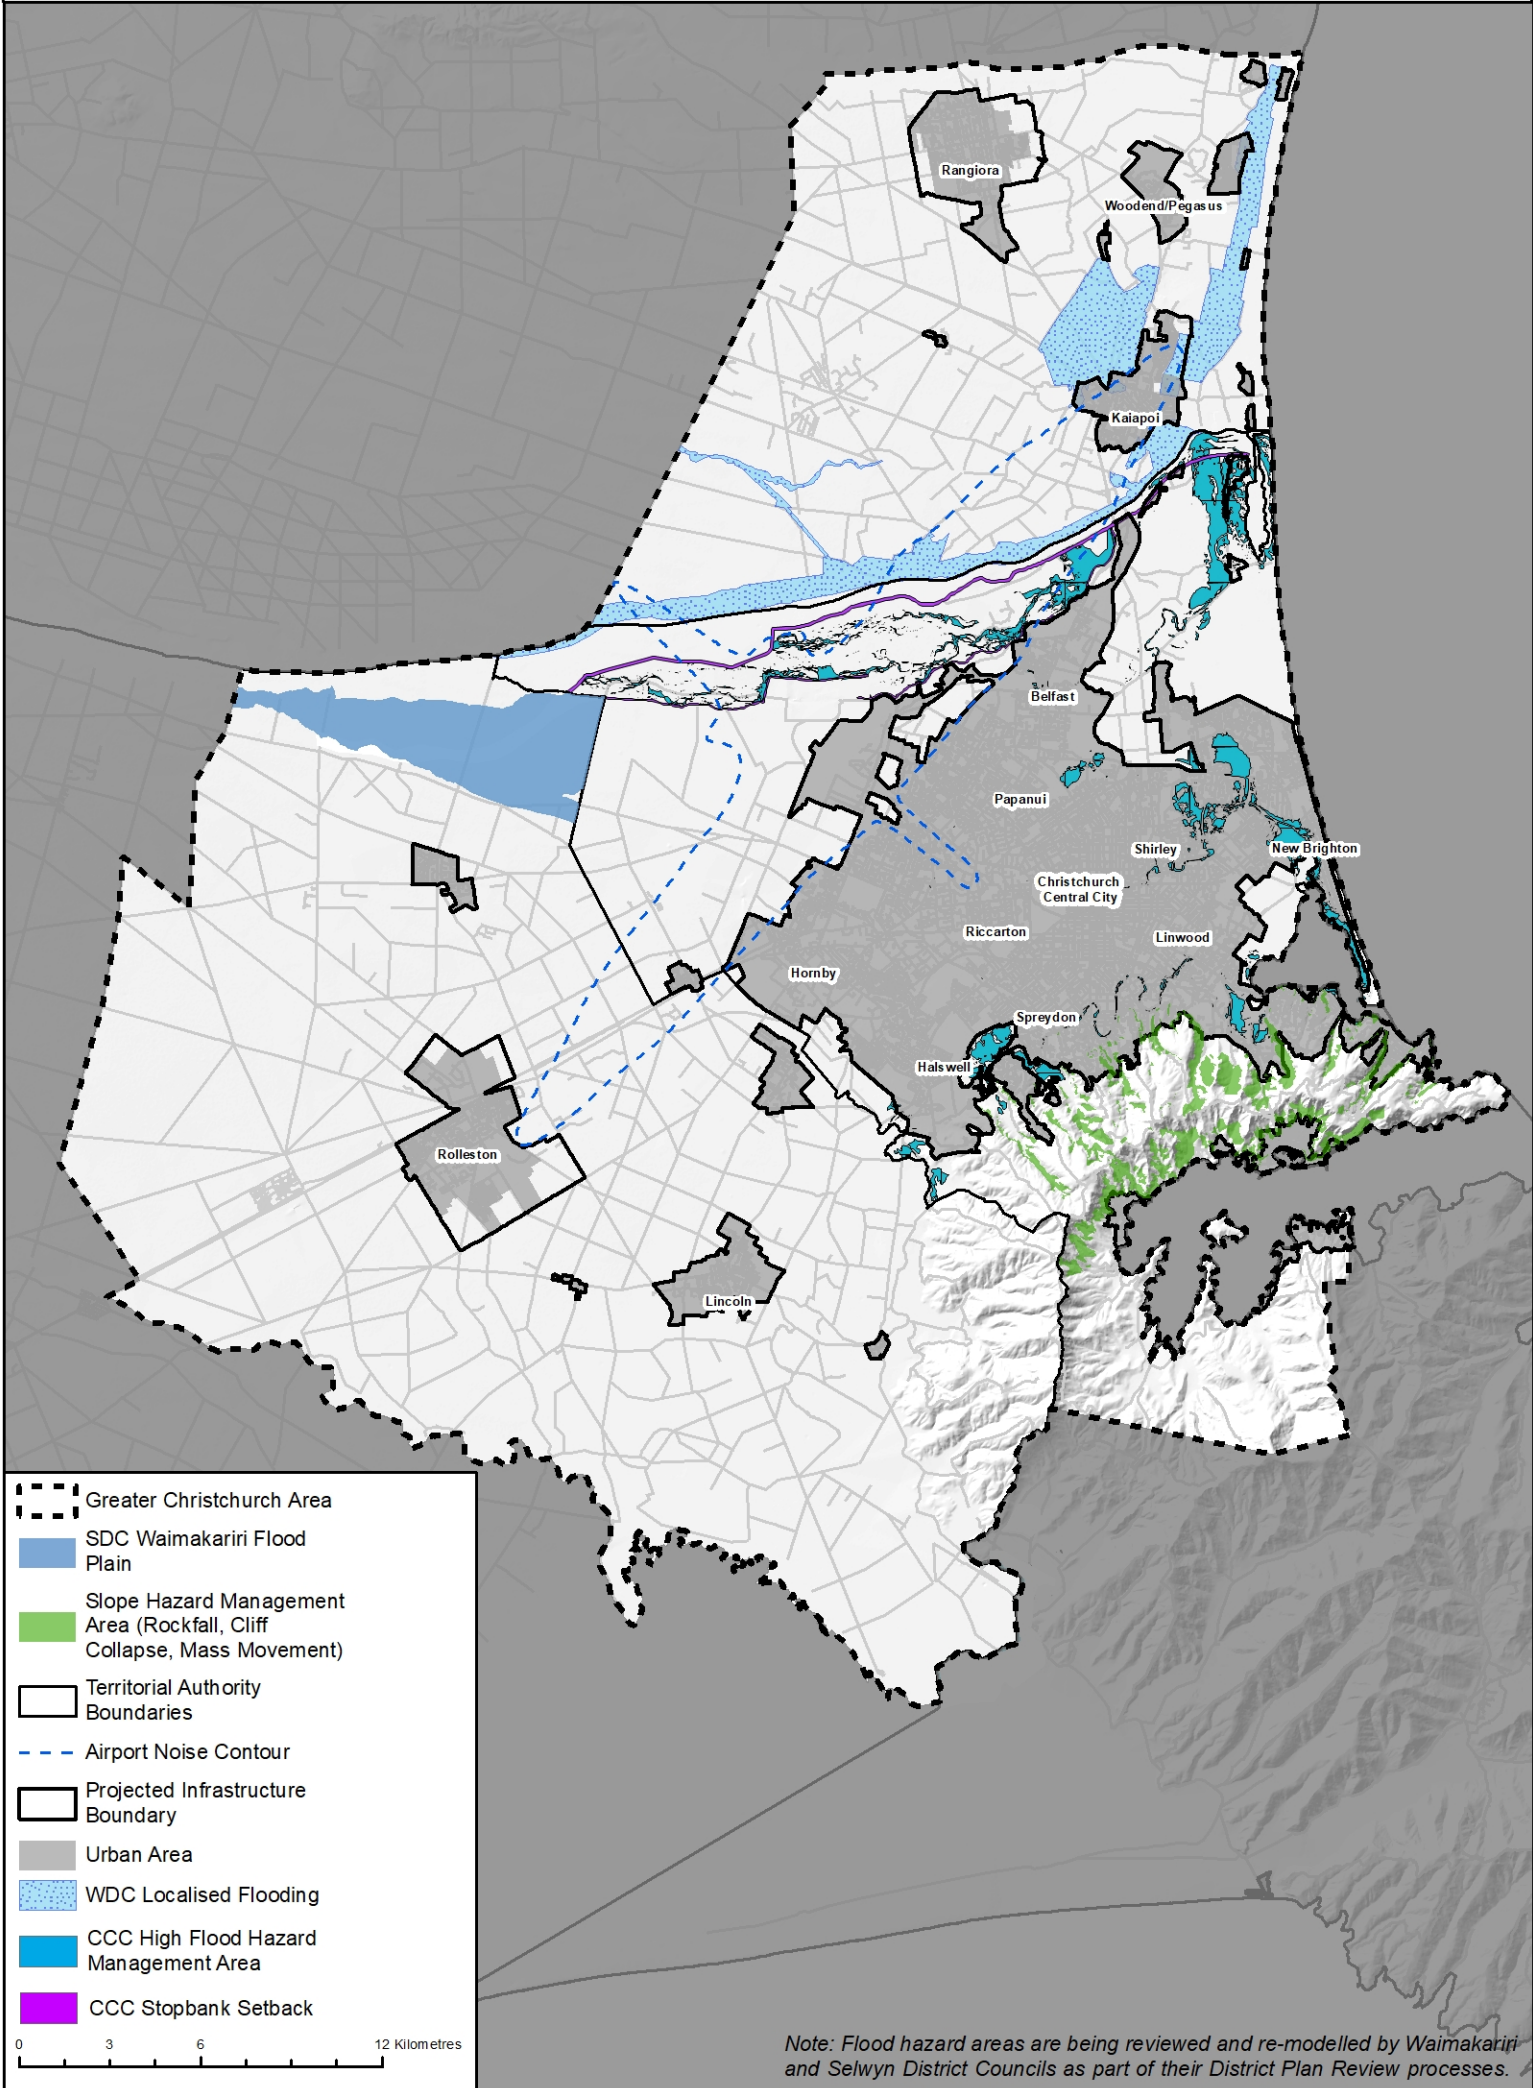 Rangiora
Woodend/Pegasus
Kaiapoi
Belfast
Papanui
Shirley
New Brighton
Christchurch
Central City
Riccarton
Linwood
Hornby
Spreydon
Halswell
Rolleston
Lincoln
Greater Christchurch Area
SDC Waimakariri Flood
Plain
Slope Hazard Management
Area (Rockfall, Cliff
Collapse, Mass Movement)
Territorial Authority
Boundaries
Airport Noise Contour
Projected Infrastructure
Boundary
Urban Area
WDC Localised Flooding
CCC High Flood Hazard
Management Area
CCC Stopbank Setback
0 3 6 12 Kilometres
Note: Flood hazard areas are being reviewed and re-modelled by Waimakariri
and Selwyn District Councils as part of their District Plan Review processes.